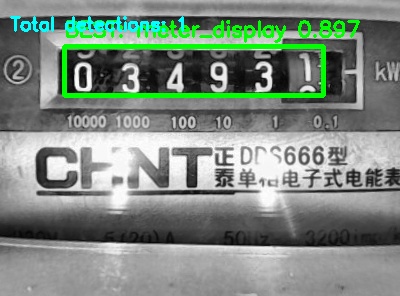 Total detections: 1
BEST: meter_display 0.897
② 0 3 4 9 3 1 kW
10000 1000 100 10 1 0.1
CHNT 正泰 DDS666型
单相电子式电能表
5(20)A 50Hz 3200imp/